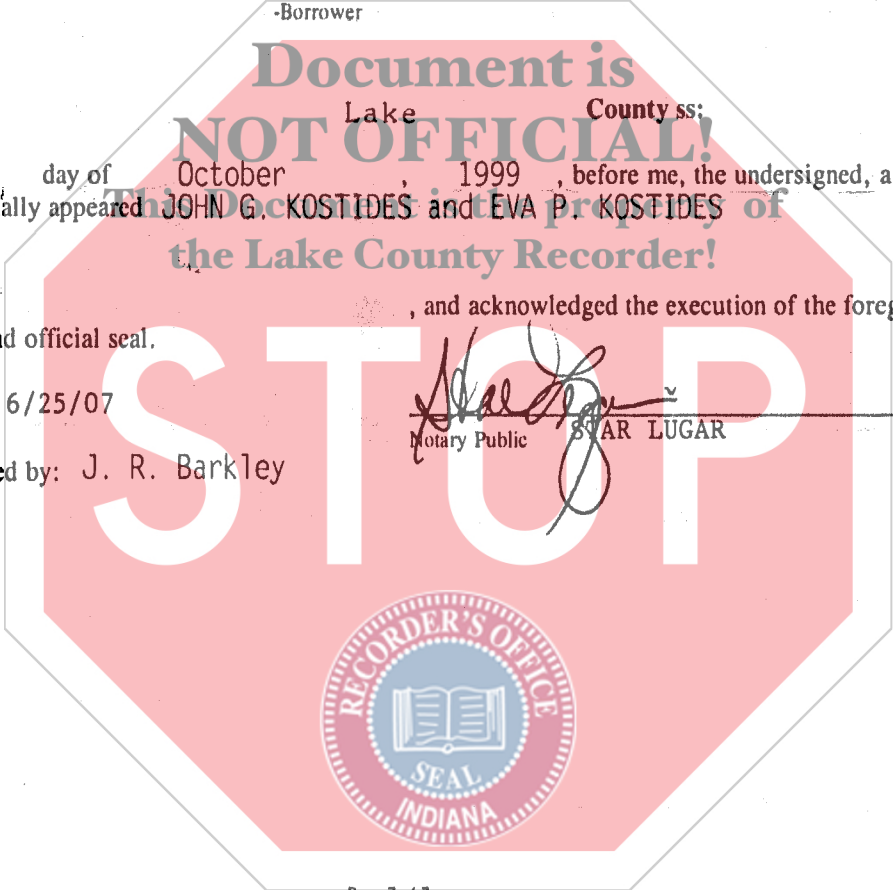 -Borrower
Document is
Lake County ss:
NOT OFFICIAL!
day of October , 1999 , before me, the undersigned, a
ally appeared JOHN G. KOSTIDES and EVA P. KOSTIDES
This Document is the property of
the Lake County Recorder!
, and acknowledged the execution of the foreg
d official seal.
STOP
6/25/07
Notary Public STAR LUGAR
ed by: J. R. Barkley
RECORDER'S OFFICE
SEAL
INDIANA